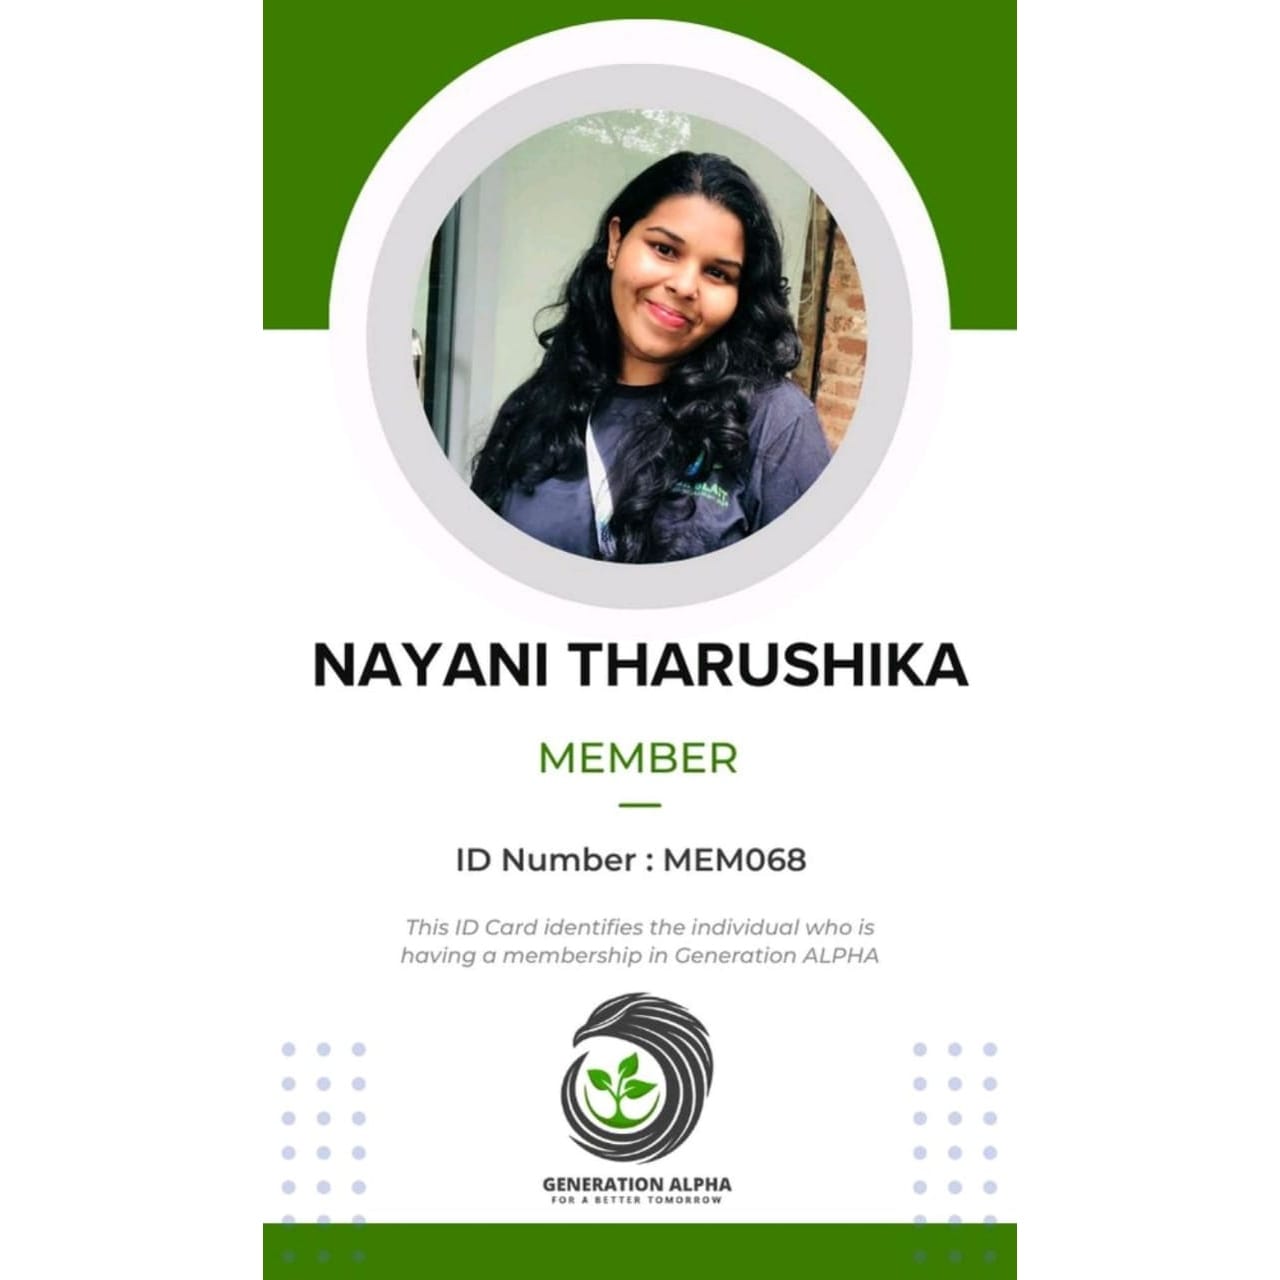 NAYANI THARUSHIKA
MEMBER
ID Number : MEM068
This ID Card identifies the individual who is
having a membership in Generation ALPHA
GENERATION ALPHA
FOR A BETTER TOMORROW